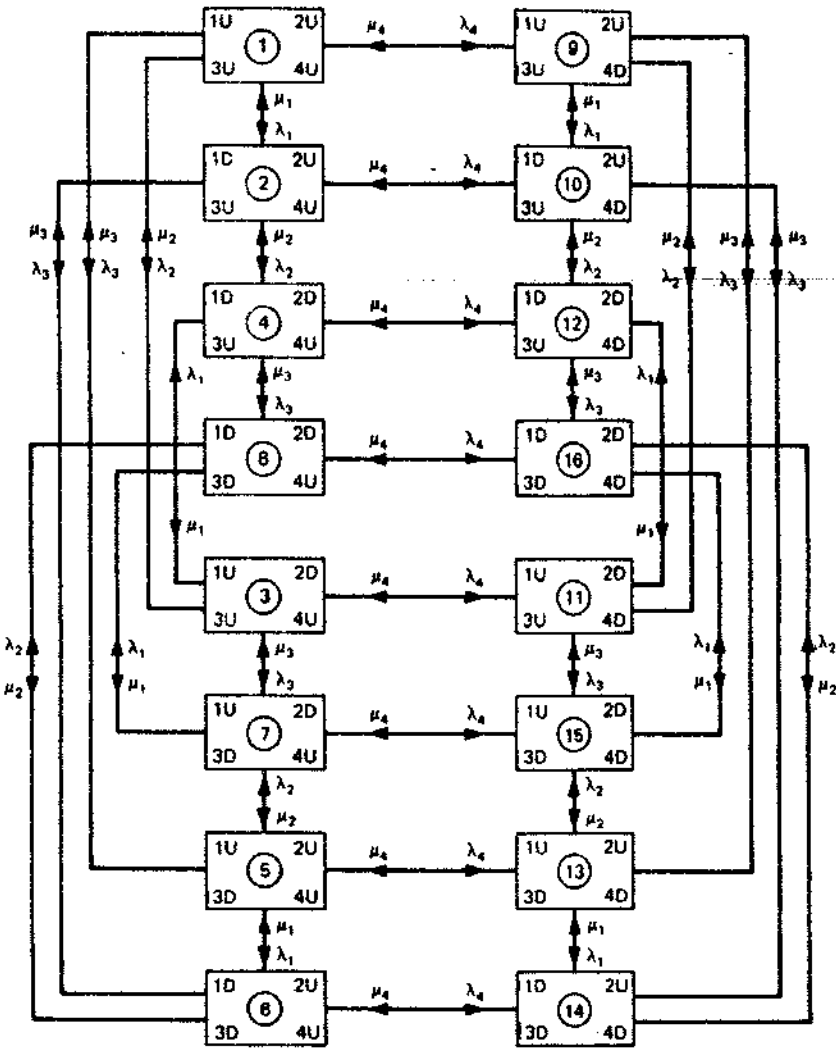 1U 2U 1U 2U
1 μ4 λ4 9
3U 4U 3U 4D
μ1 μ1
λ1 λ1
1D 2U 1D 2U
2 μ4 λ4 10
3U 4U 3U 4D
μ3 μ3 μ2 μ2 μ2 μ2 μ3 μ3
λ3 λ3 λ2 λ2 λ2 λ2 λ3 λ3
1D 2D 1D 2D
4 μ4 λ4 12
3U 4U 3U 4D
λ1 μ3 μ3 λ1
λ3 λ3
1D 2D 1D 2D
8 μ4 λ4 16
3D 4U 3D 4D
μ1 μ1
1U 2D 1U 2D
3 μ4 λ4 11
3U 4U 3U 4D
λ2 λ1 μ3 μ3 λ1 λ2
μ2 μ1 λ3 λ3 μ1 μ2
1U 2D 1U 2D
7 μ4 λ4 15
3D 4U 3D 4D
λ2 λ2
μ2 μ2
1U 2U 1U 2U
5 μ4 λ4 13
3D 4U 3D 4D
μ1 μ1
λ1 λ1
1D 2U 1D 2U
6 μ4 λ4 14
3D 4U 3D 4D